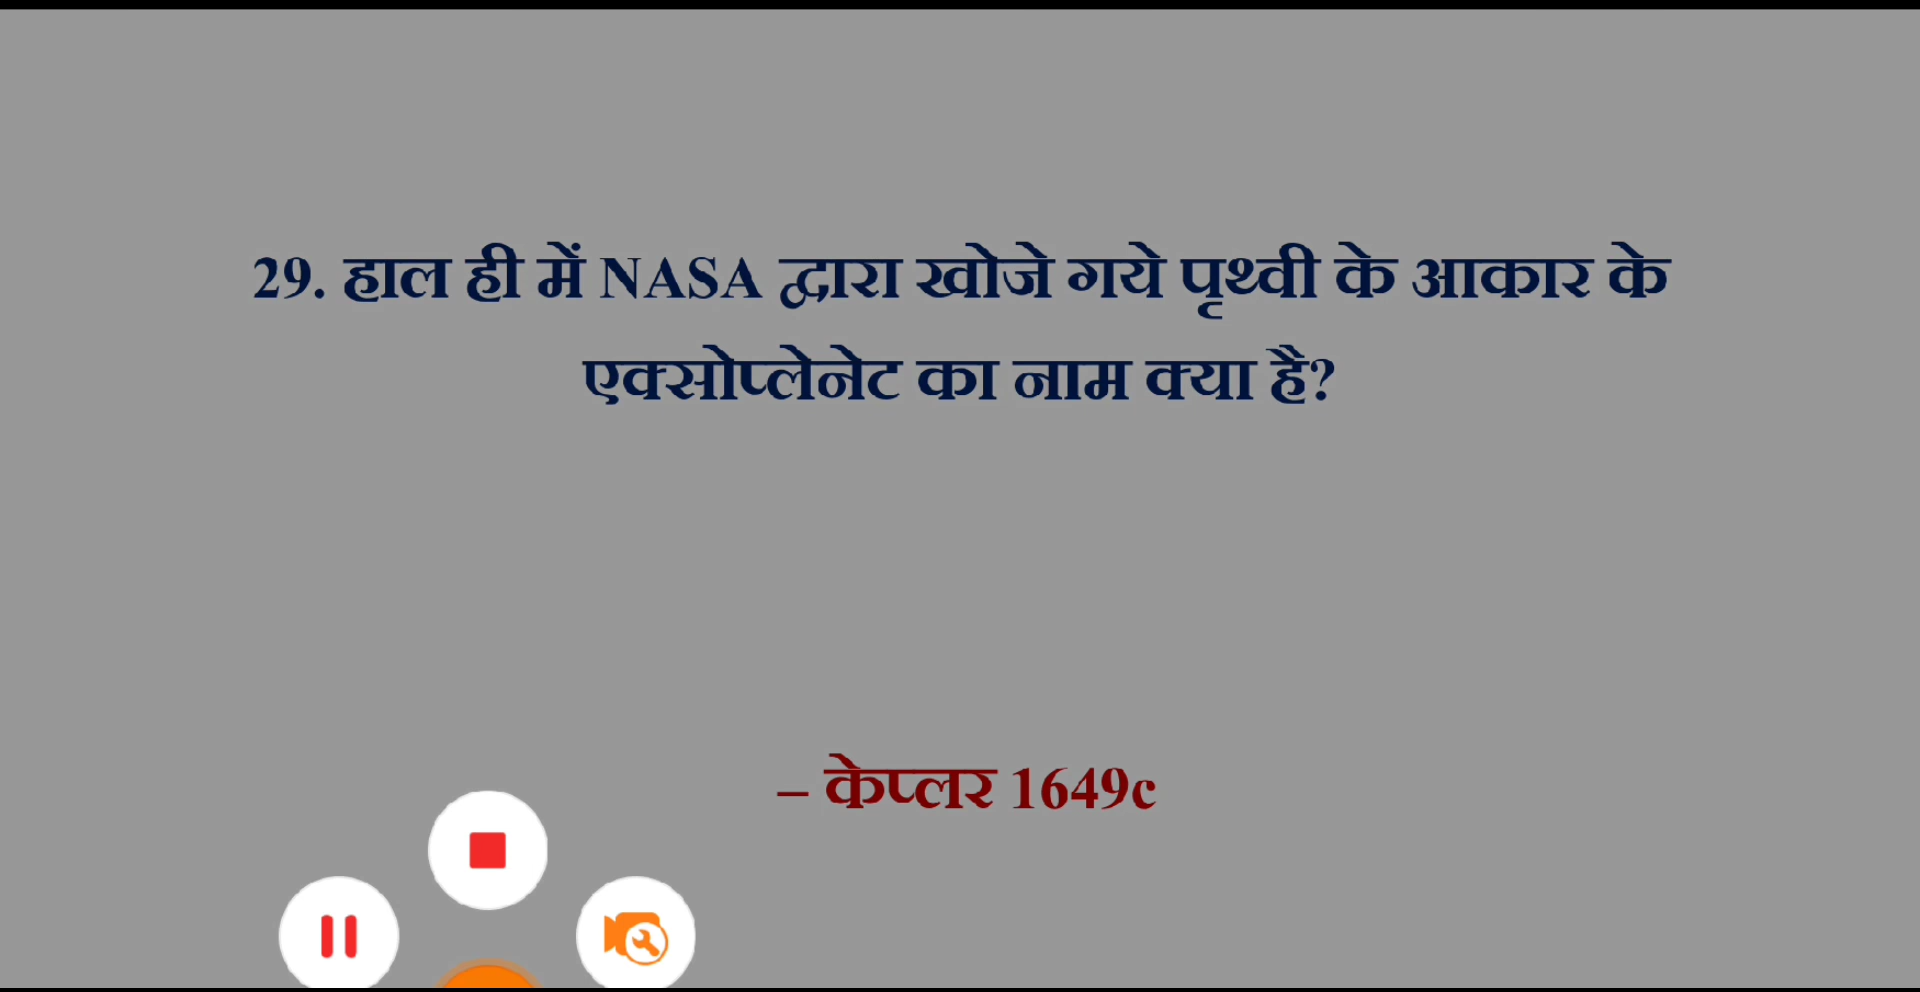 29. हाल ही में NASA द्वारा खोजे गये पृथ्वी के आकार के
एक्सोप्लेनेट का नाम क्या है?
– केप्लर 1649c